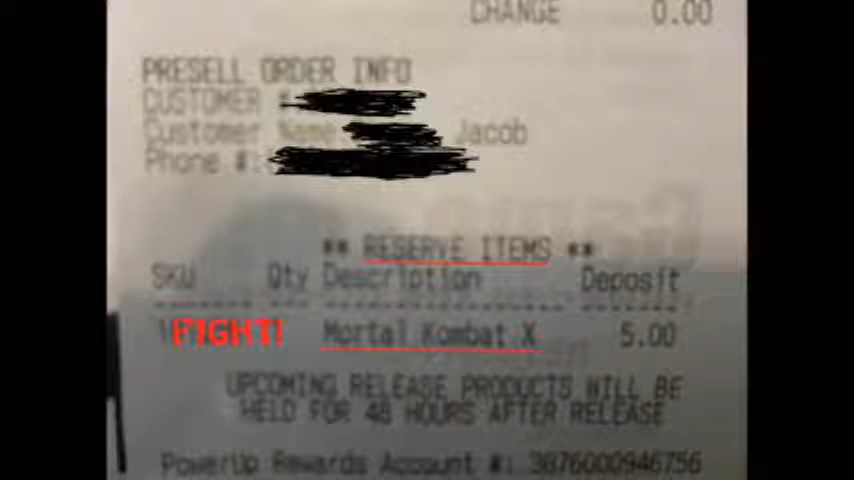 CHANGE 0.00
PRESELL ORDER INFO
CUSTOMER #
Customer Name Jacob
Phone #:
** RESERVE ITEMS **
SKU Qty Description Deposit
FIGHT! Mortal Kombat X 5.00
UPCOMING RELEASE PRODUCTS WILL BE
HELD FOR 48 HOURS AFTER RELEASE
PowerUp Rewards Account #: 3876000946756